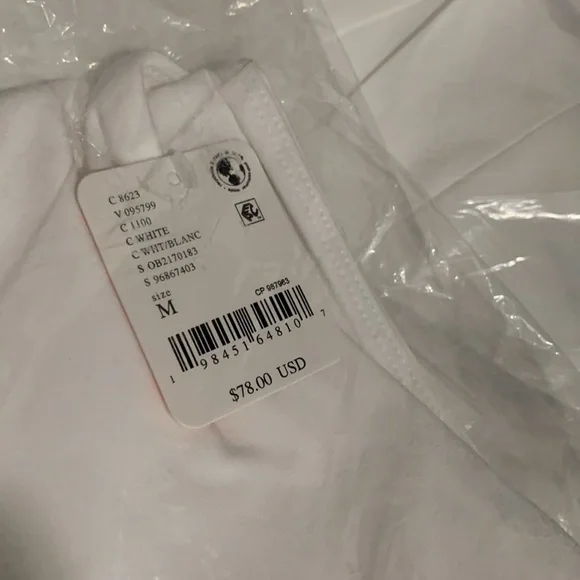 C 8623
V 095799
C 1100
C WHITE
C WHT/BLANC
S OB2170183
S 96867403
size
M
CP 987963
1 98451 64810 7
$78.00 USD